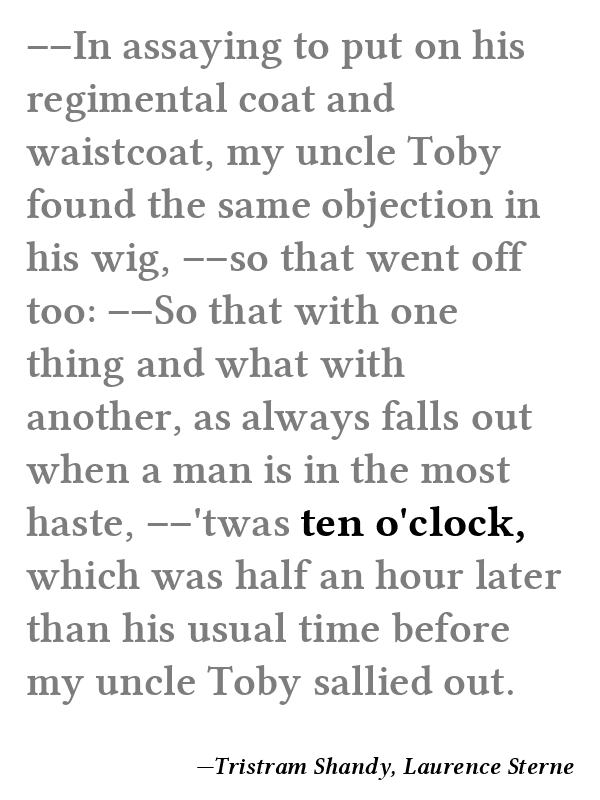 ––In assaying to put on his
regimental coat and
waistcoat, my uncle Toby
found the same objection in
his wig, ––so that went off
too: ––So that with one
thing and what with
another, as always falls out
when a man is in the most
haste, ––'twas ten o'clock,
which was half an hour later
than his usual time before
my uncle Toby sallied out.
—Tristram Shandy, Laurence Sterne